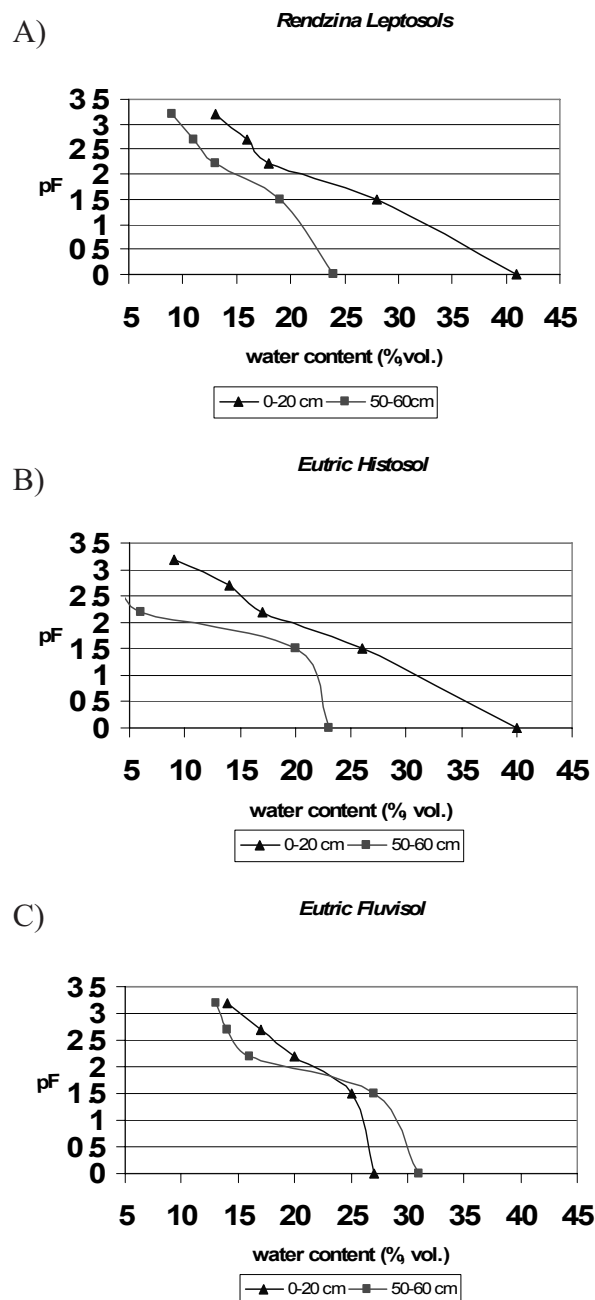 A)
Rendzina Leptosols
3.5
3
2.5
2
1.5
1
0.5
0
pF
5 10 15 20 25 30 35 40 45
water content (%,vol.)
0-20 cm 50-60cm
B)
Eutric Histosol
3.5
3
2.5
2
1.5
1
0.5
0
pF
5 10 15 20 25 30 35 40 45
water content (%, vol.)
0-20 cm 50-60 cm
C)
Eutric Fluvisol
3.5
3
2.5
2
1.5
1
0.5
0
pF
5 10 15 20 25 30 35 40 45
water content (%, vol.)
0-20 cm 50-60 cm